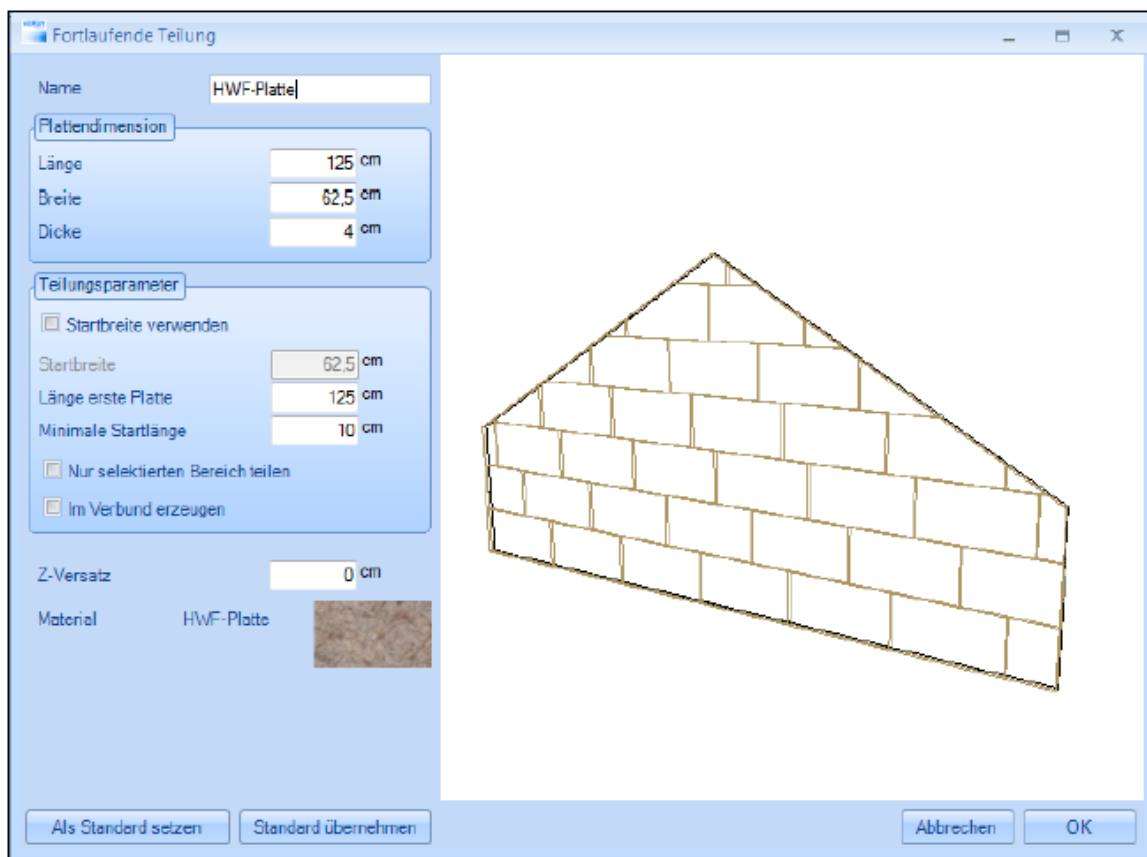 Fortlaufende Teilung
Name HWF-Platte
Plattendimension
Länge 125 cm
Breite 62,5 cm
Dicke 4 cm
Teilungsparameter
Startbreite verwenden
Startbreite 62,5 cm
Länge erste Platte 125 cm
Minimale Startlänge 10 cm
Nur selektierten Bereich teilen
Im Verbund erzeugen
Z-Versatz 0 cm
Material HWF-Platte
Als Standard setzen Standard übernehmen Abbrechen OK